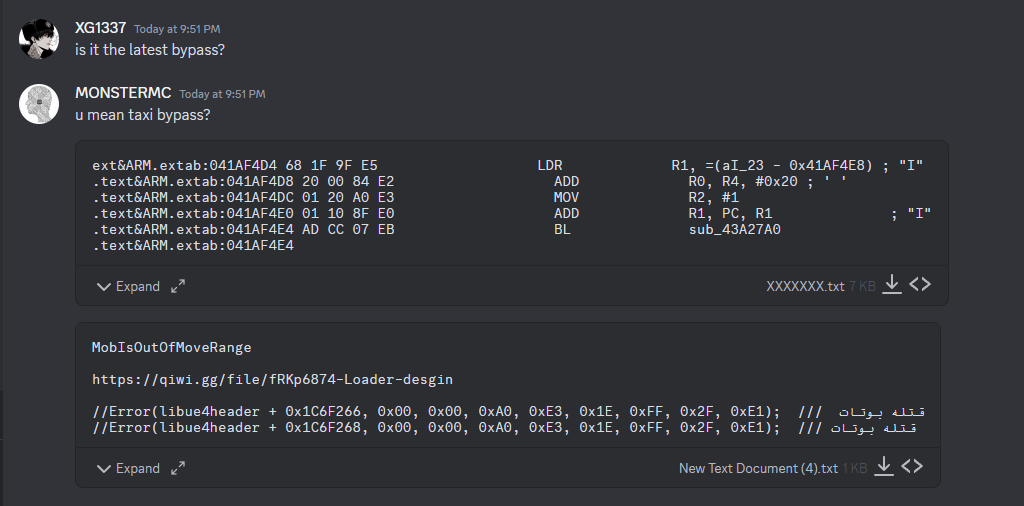 XG1337 Today at 9:51 PM
is it the latest bypass?
MONSTERMC Today at 9:51 PM
u mean taxi bypass?
ext&ARM.extab:041AF4D4 68 1F 9F E5 LDR R1, =(aI_23 - 0x41AF4E8) ; "I"
.text&ARM.extab:041AF4D8 20 00 84 E2 ADD R0, R4, #0x20 ; ' '
.text&ARM.extab:041AF4DC 01 20 A0 E3 MOV R2, #1
.text&ARM.extab:041AF4E0 01 10 8F E0 ADD R1, PC, R1 ; "I"
.text&ARM.extab:041AF4E4 AD CC 07 EB BL sub_43A27A0
.text&ARM.extab:041AF4E4
Expand XXXXXXX.txt 7 KB
MobIsOutOfMoveRange
https://qiwi.gg/file/fRKp6874-Loader-desgin
//Error(libue4header + 0x1C6F266, 0x00, 0x00, 0xA0, 0xE3, 0x1E, 0xFF, 0x2F, 0xE1); /// قتله بوتات
//Error(libue4header + 0x1C6F268, 0x00, 0x00, 0xA0, 0xE3, 0x1E, 0xFF, 0x2F, 0xE1); /// قتله بوتات
Expand New Text Document (4).txt 1 KB